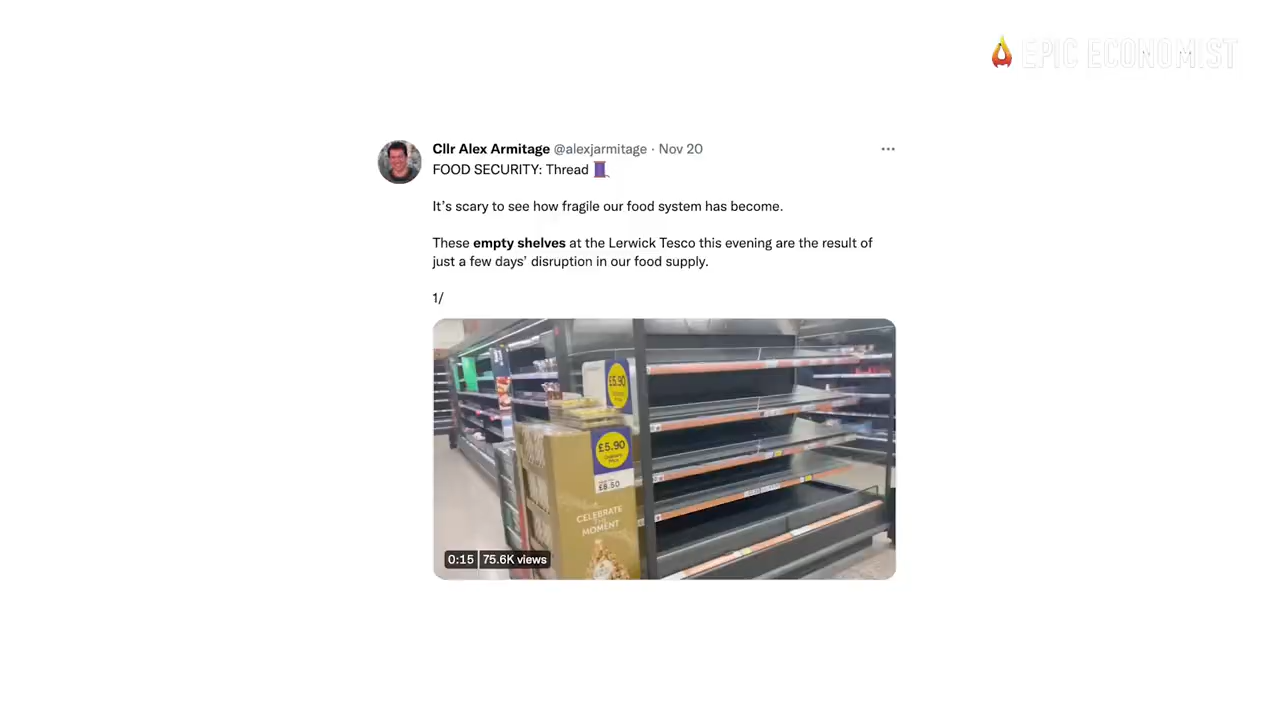 EPIC ECONOMIST
Cllr Alex Armitage @alexjarmitage · Nov 20
FOOD SECURITY: Thread
It's scary to see how fragile our food system has become.
These empty shelves at the Lerwick Tesco this evening are the result of
just a few days' disruption in our food supply.
1/
£5.90
£5.90
£8.50
CELEBRATE
THE
MOMENT
0:15 75.6K views